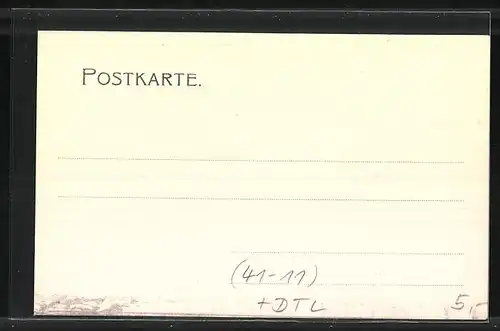 POSTKARTE.
(41-11)
+DTL
5,-